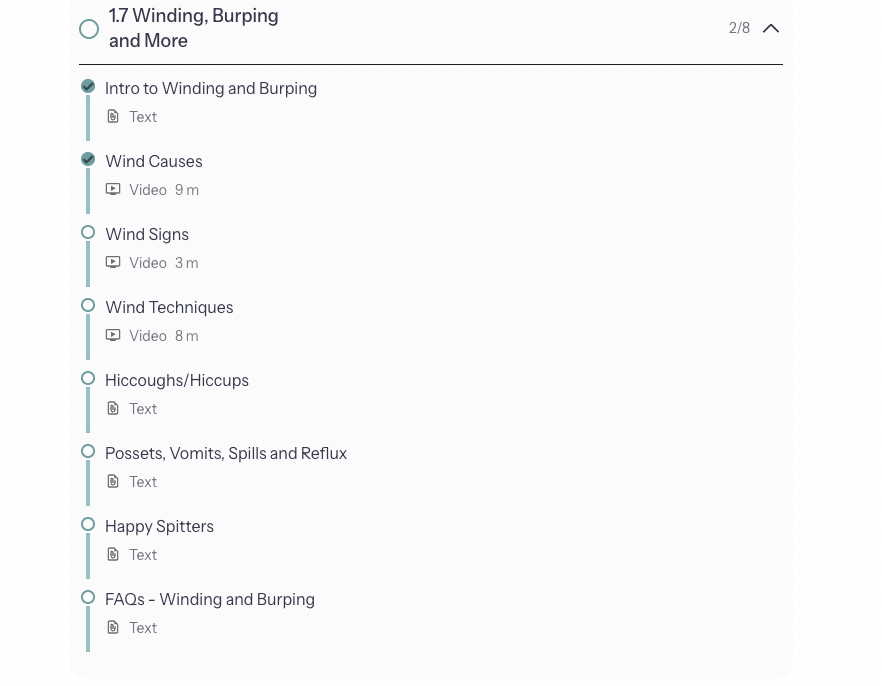 1.7 Winding, Burping
and More
2/8
Intro to Winding and Burping
Text
Wind Causes
Video 9 m
Wind Signs
Video 3 m
Wind Techniques
Video 8 m
Hiccoughs/Hiccups
Text
Possets, Vomits, Spills and Reflux
Text
Happy Spitters
Text
FAQs - Winding and Burping
Text